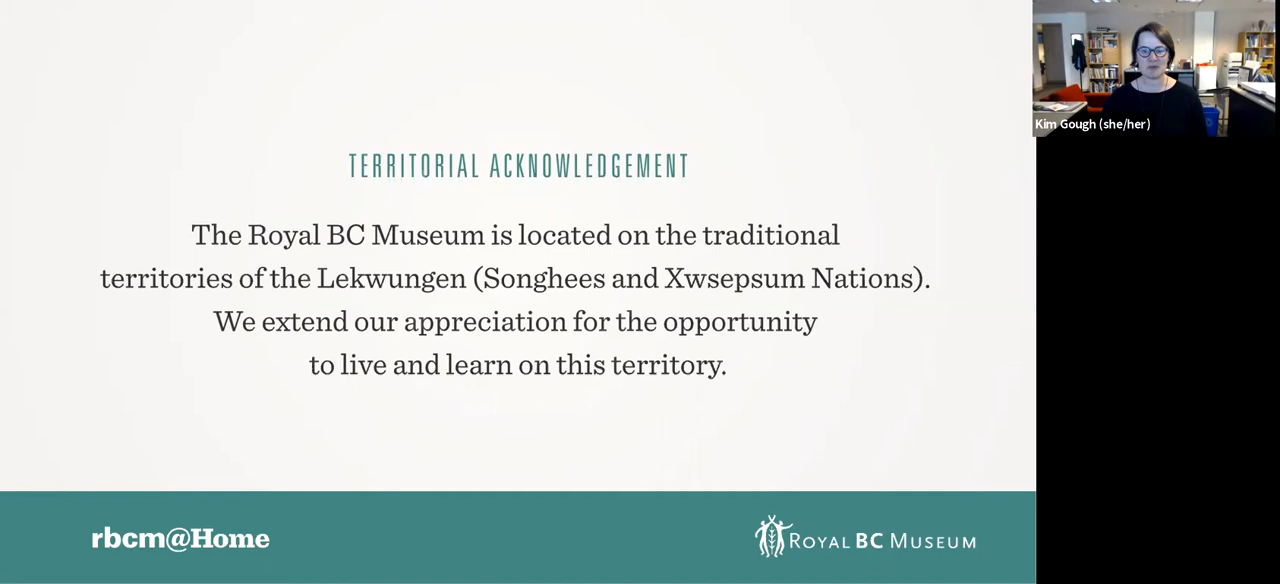 TERRITORIAL ACKNOWLEDGEMENT
The Royal BC Museum is located on the traditional
territories of the Lekwungen (Songhees and Xwsepsum Nations).
We extend our appreciation for the opportunity
to live and learn on this territory.
rbcm@Home
ROYAL BC MUSEUM
Kim Gough (she/her)